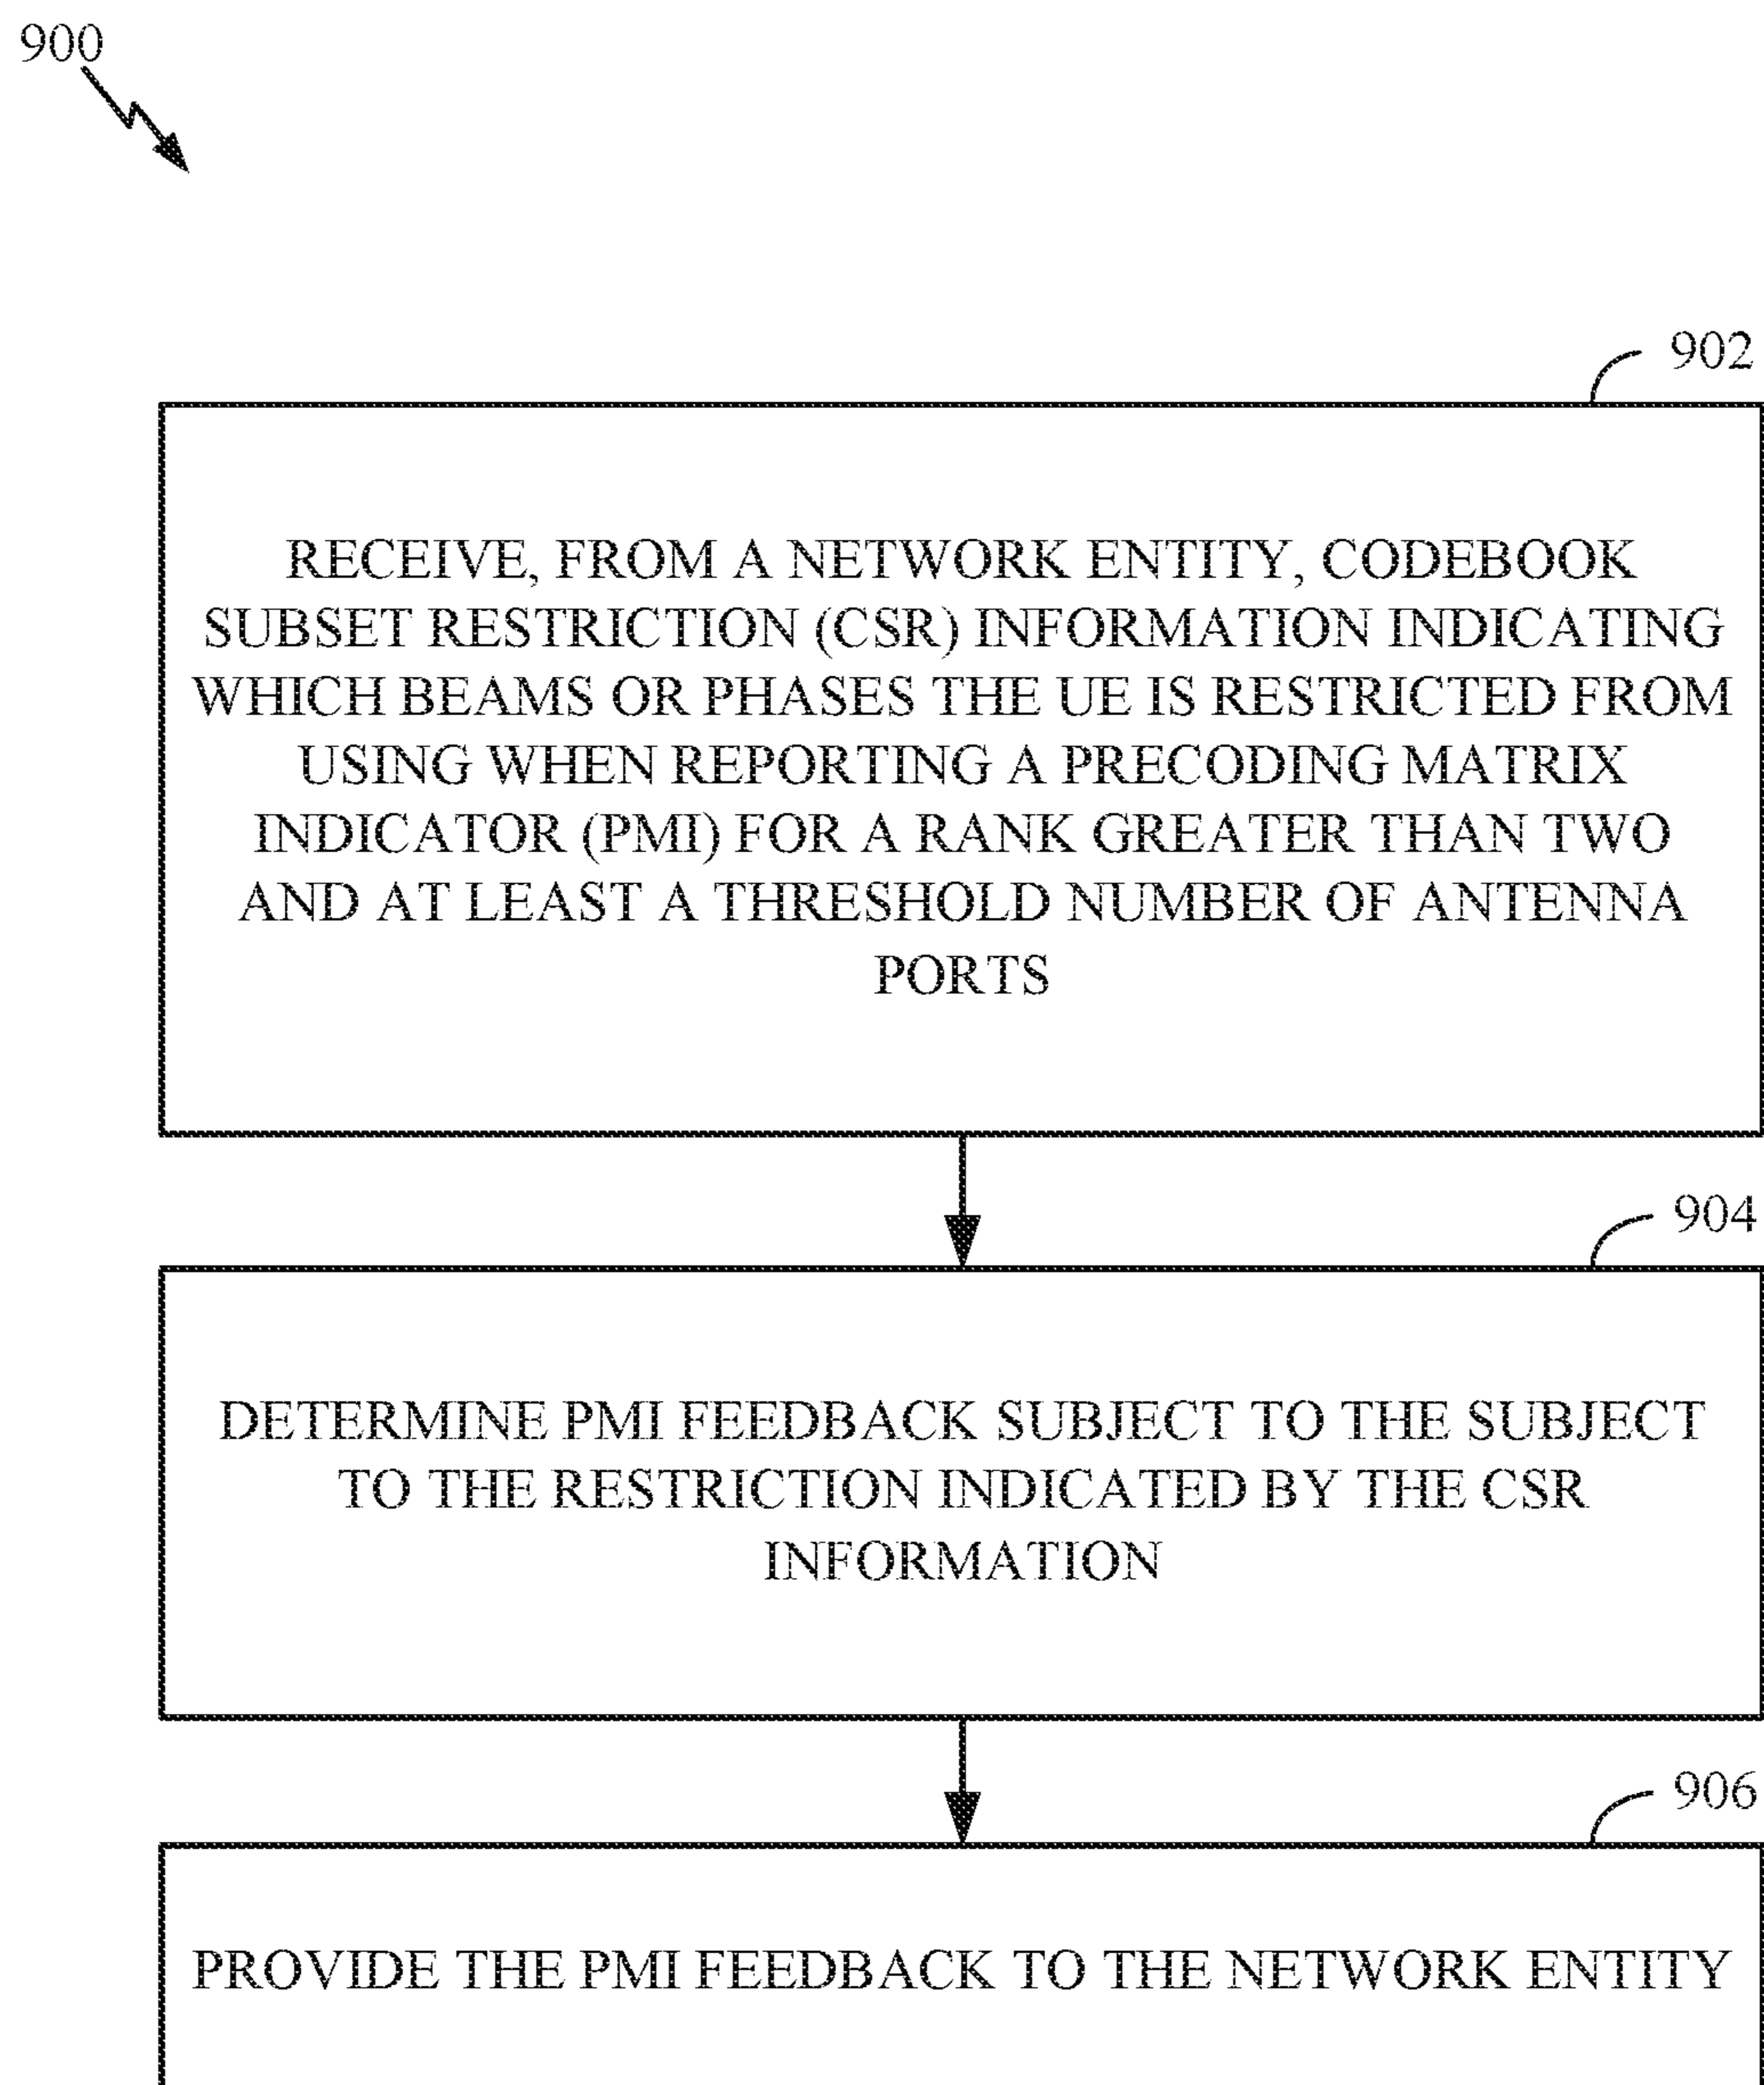 900
902
RECEIVE, FROM A NETWORK ENTITY, CODEBOOK
SUBSET RESTRICTION (CSR) INFORMATION INDICATING
WHICH BEAMS OR PHASES THE UE IS RESTRICTED FROM
USING WHEN REPORTING A PRECODING MATRIX
INDICATOR (PMI) FOR A RANK GREATER THAN TWO
AND AT LEAST A THRESHOLD NUMBER OF ANTENNA
PORTS
904
DETERMINE PMI FEEDBACK SUBJECT TO THE SUBJECT
TO THE RESTRICTION INDICATED BY THE CSR
INFORMATION
906
PROVIDE THE PMI FEEDBACK TO THE NETWORK ENTITY